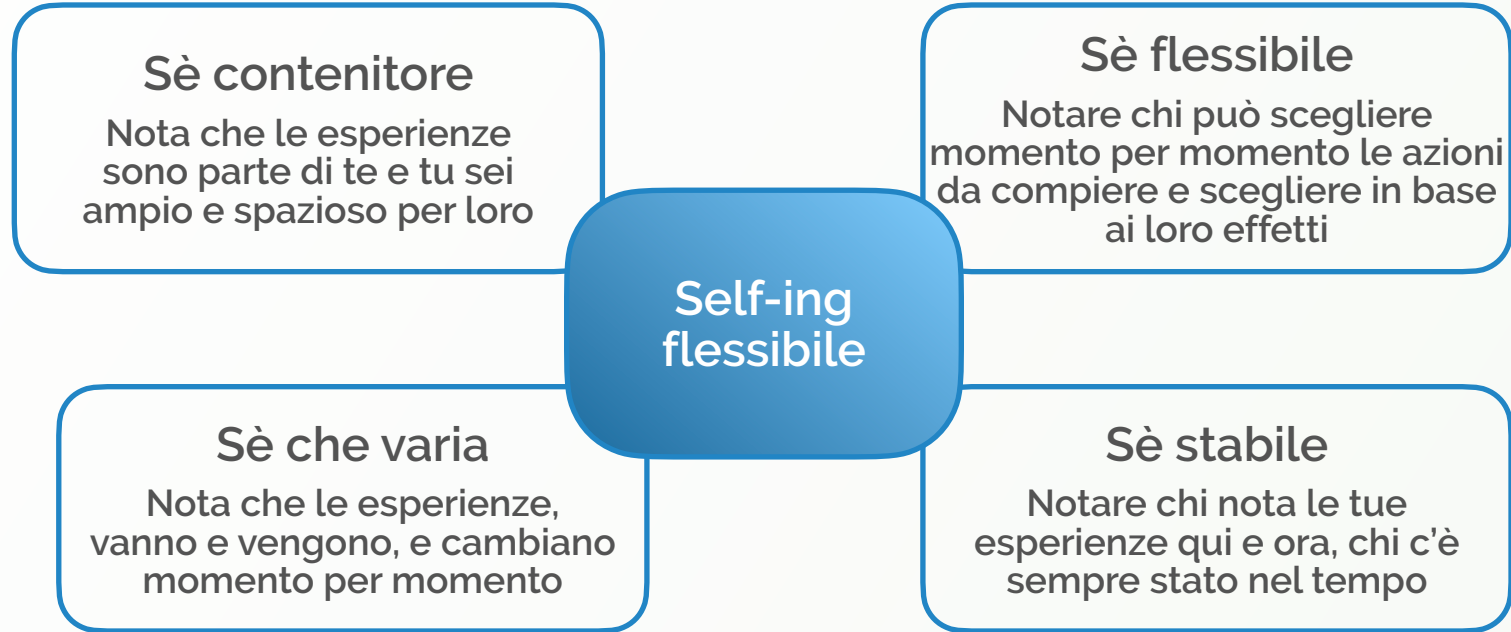 Sè contenitore
Nota che le esperienze
sono parte di te e tu sei
ampio e spazioso per loro
Sè flessibile
Notare chi può scegliere
momento per momento le azioni
da compiere e scegliere in base
ai loro effetti
Self-ing
flessibile
Sè che varia
Nota che le esperienze,
vanno e vengono, e cambiano
momento per momento
Sè stabile
Notare chi nota le tue
esperienze qui e ora, chi c’è
sempre stato nel tempo